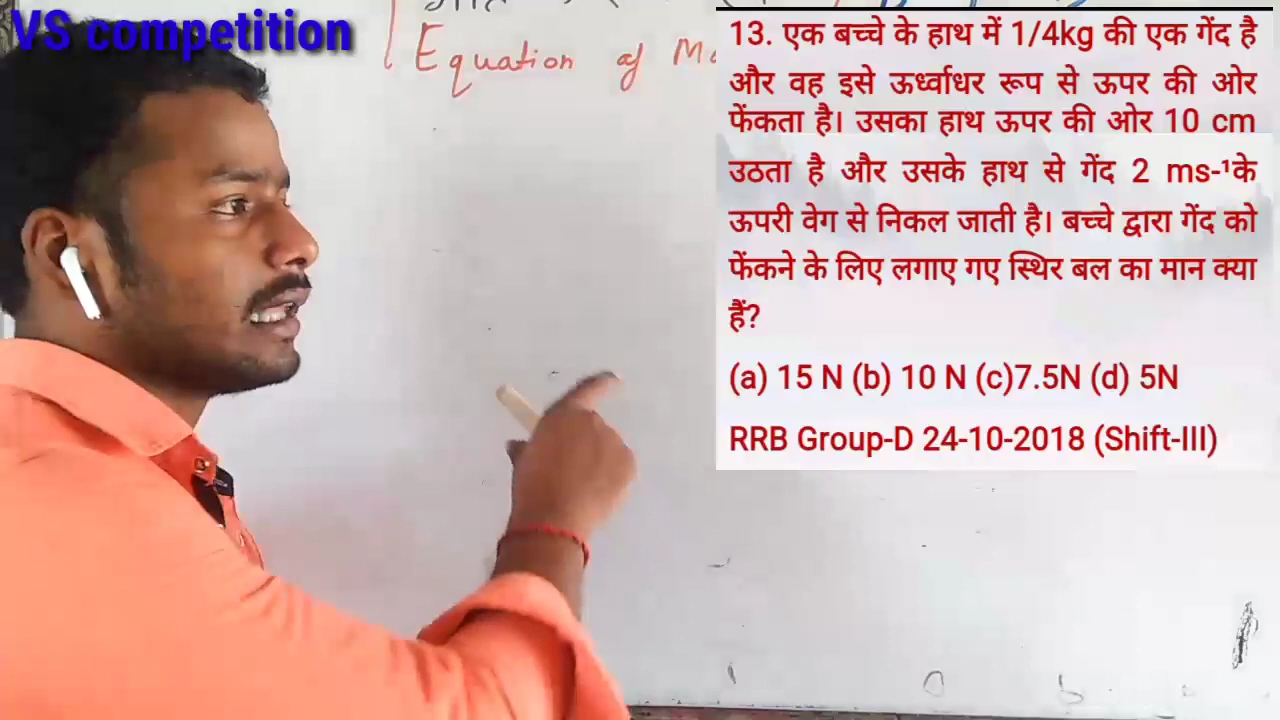 VS competition
Equation of Mo
13. एक बच्चे के हाथ में 1/4kg की एक गेंद है
और वह इसे ऊर्ध्वाधर रूप से ऊपर की ओर
फेंकता है। उसका हाथ ऊपर की ओर 10 cm
उठता है और उसके हाथ से गेंद 2 ms-¹के
ऊपरी वेग से निकल जाती है। बच्चे द्वारा गेंद को
फेंकने के लिए लगाए गए स्थिर बल का मान क्या
हैं?
(a) 15 N (b) 10 N (c)7.5N (d) 5N
RRB Group-D 24-10-2018 (Shift-III)